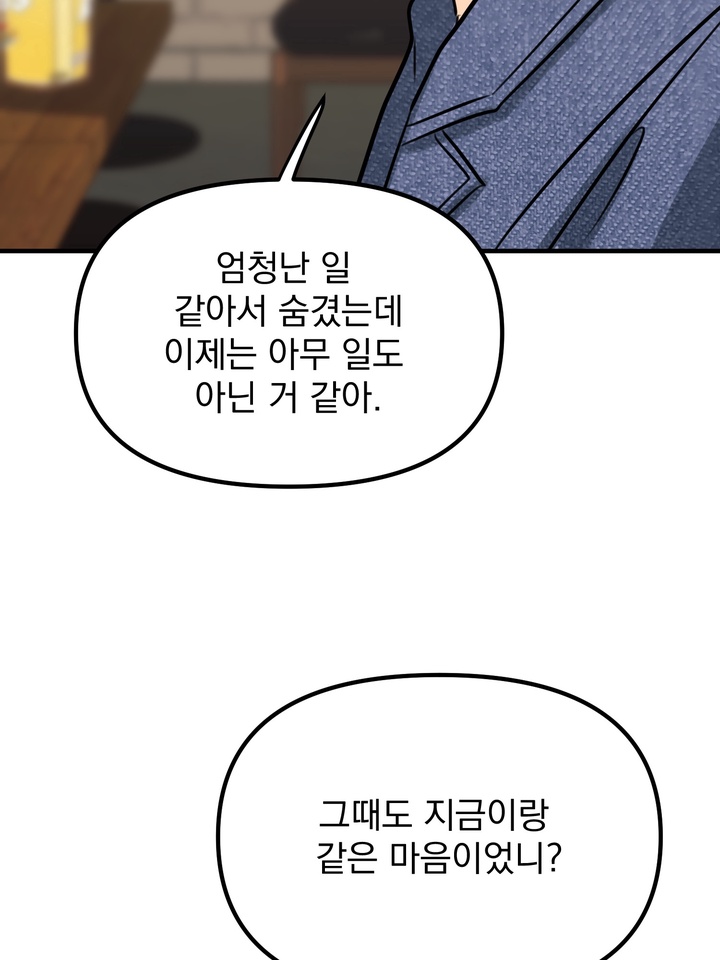 엄청난 일
같아서 숨겼는데
이제는 아무 일도
아닌 거 같아.
그때도 지금이랑
같은 마음이었니?